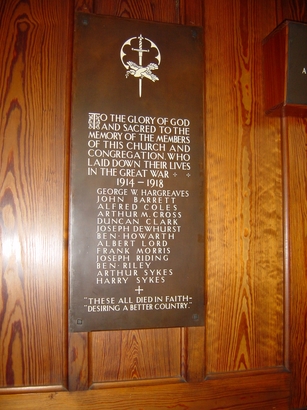 TO THE GLORY OF GOD
AND SACRED TO THE
MEMORY OF THE MEMBERS
OF THIS CHURCH AND
CONGREGATION, WHO
LAID DOWN THEIR LIVES
IN THE GREAT WAR
1914-1918
GEORGE W. HARGREAVES
JOHN BARRETT
ALFRED COLES
ARTHUR M. CROSS
DUNCAN CLARK
JOSEPH DEWHURST
BEN· HOWARTH
ALBERT LORD
FRANK MORRIS
JOSEPH RIDING
BEN· RILEY
ARTHUR SYKES
HARRY SYKES
"THESE ALL DIED IN FAITH-
"DESIRING A BETTER COUNTRY."
A